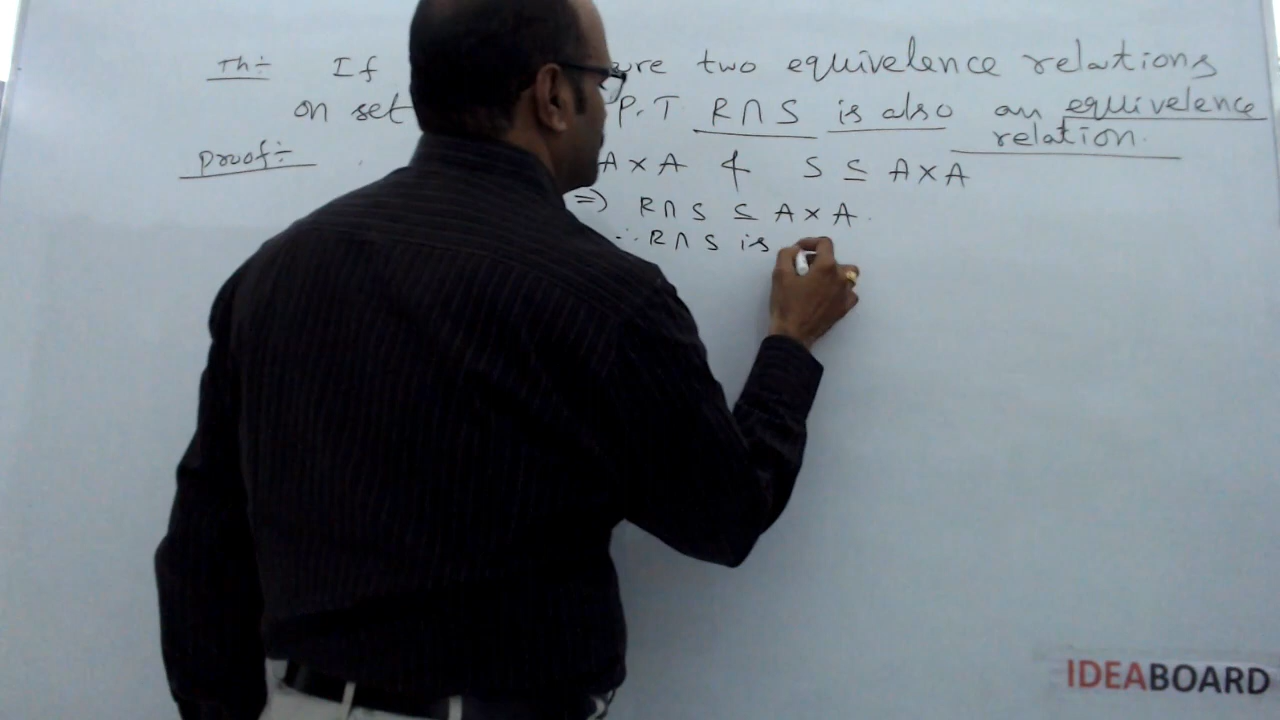 Th:- If are two equivelence relations
on set P.T R∩S is also an equivelence
relation.
Proof:- A×A & S ⊆ A×A
⇒) R∩S ⊆ A×A.
∴ R∩S is
IDEABOARD